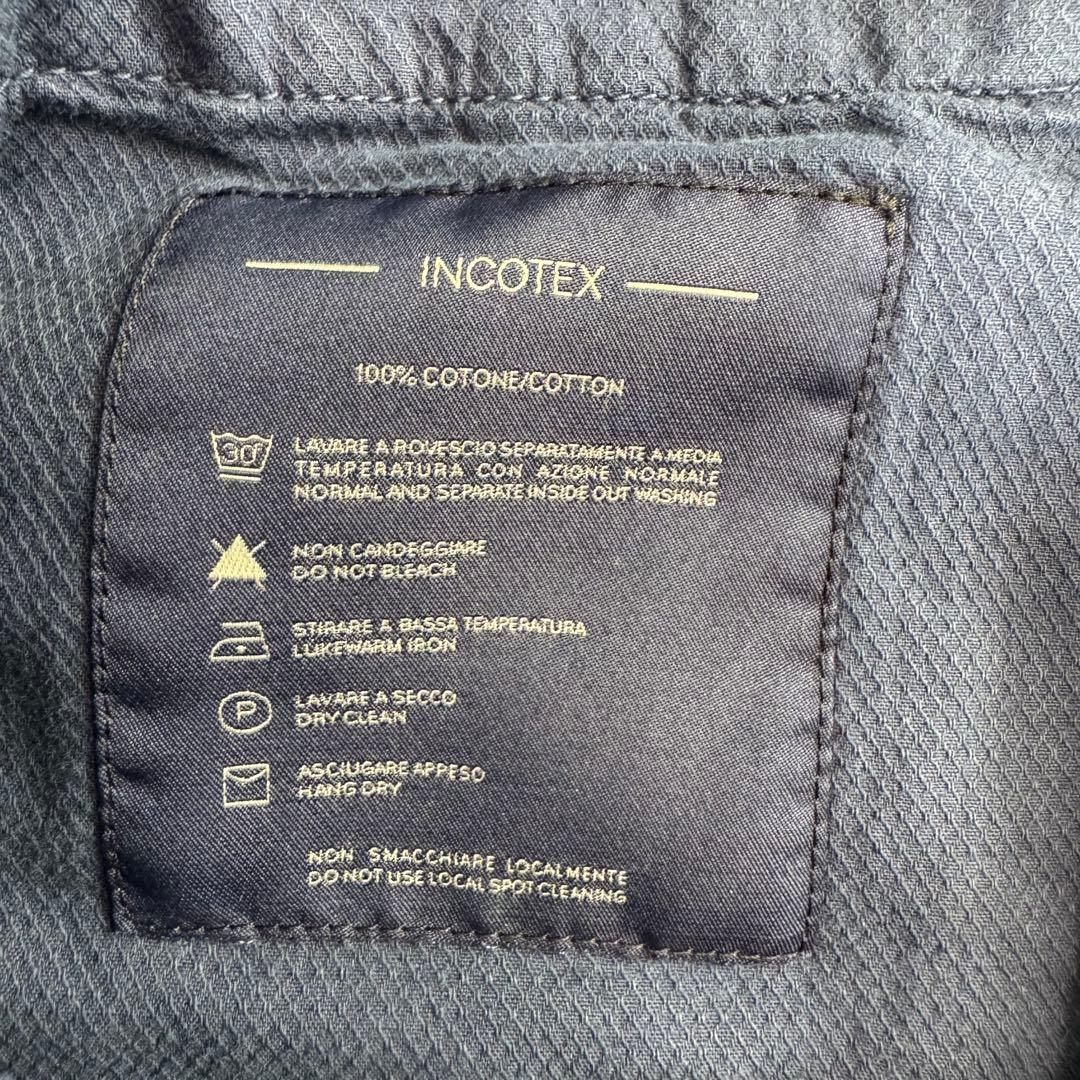 INCOTEX
100% COTONE/COTTON
30°
LAVARE A ROVESCIO SEPARATAMENTE A MEDIA
TEMPERATURA CON AZIONE NORMALE
NORMAL AND SEPARATE INSIDE OUT WASHING
NON CANDEGGIARE
DO NOT BLEACH
STIRARE A BASSA TEMPERATURA
LUKEWARM IRON
P
LAVARE A SECCO
DRY CLEAN
ASCIUGARE APPESO
HANG DRY
NON SMACCHIARE LOCALMENTE
DO NOT USE LOCAL SPOT CLEANING